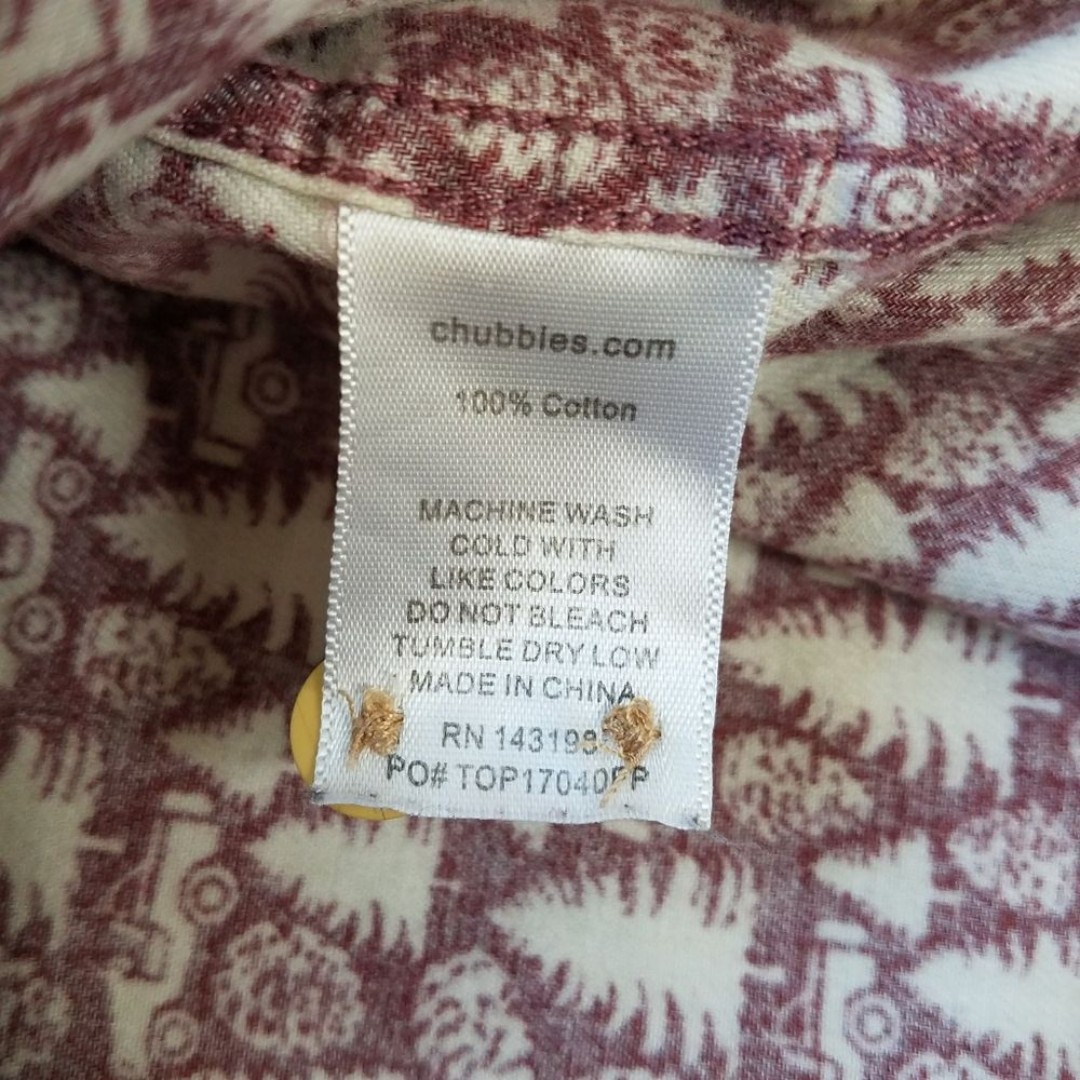 chubbies.com
100% Cotton
MACHINE WASH
COLD WITH
LIKE COLORS
DO NOT BLEACH
TUMBLE DRY LOW
MADE IN CHINA
RN
PO#